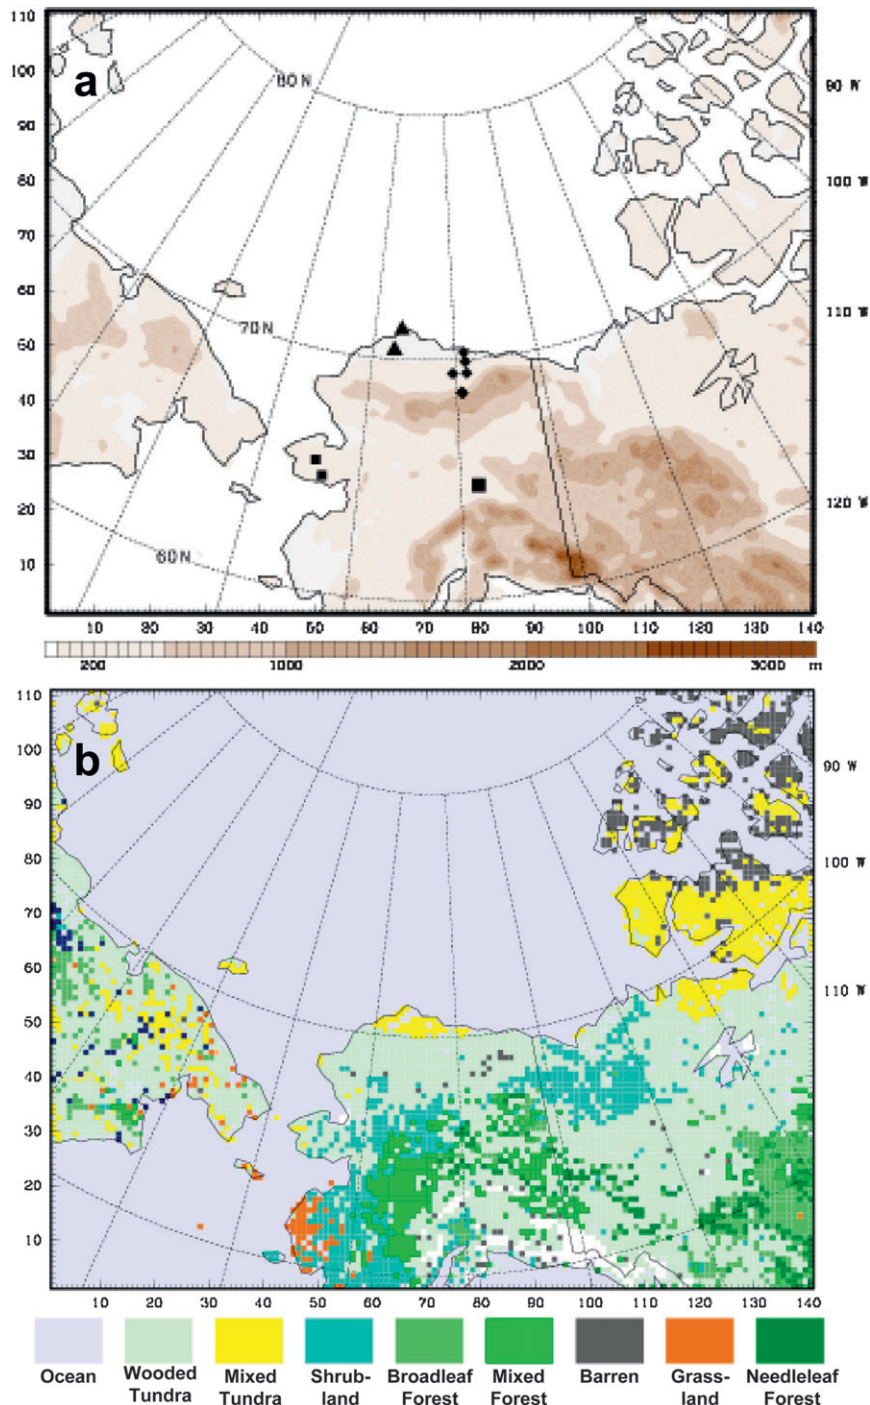 110
100
90
80
70
60
50
40
30
20
10
a
80N
70N
60N
90 W
100 W
110 W
120 W
10 20 30 40 50 60 70 80 90 100 110 120 130 140
200 1000 2000 3000 m
110
100
90
80
70
60
50
40
30
20
10
b
90 W
100 W
110 W
10 20 30 40 50 60 70 80 90 100 110 120 130 140
Ocean Wooded Tundra Mixed Tundra Shrub-land Broadleaf Forest Mixed Forest Barren Grass-land Needleleaf Forest